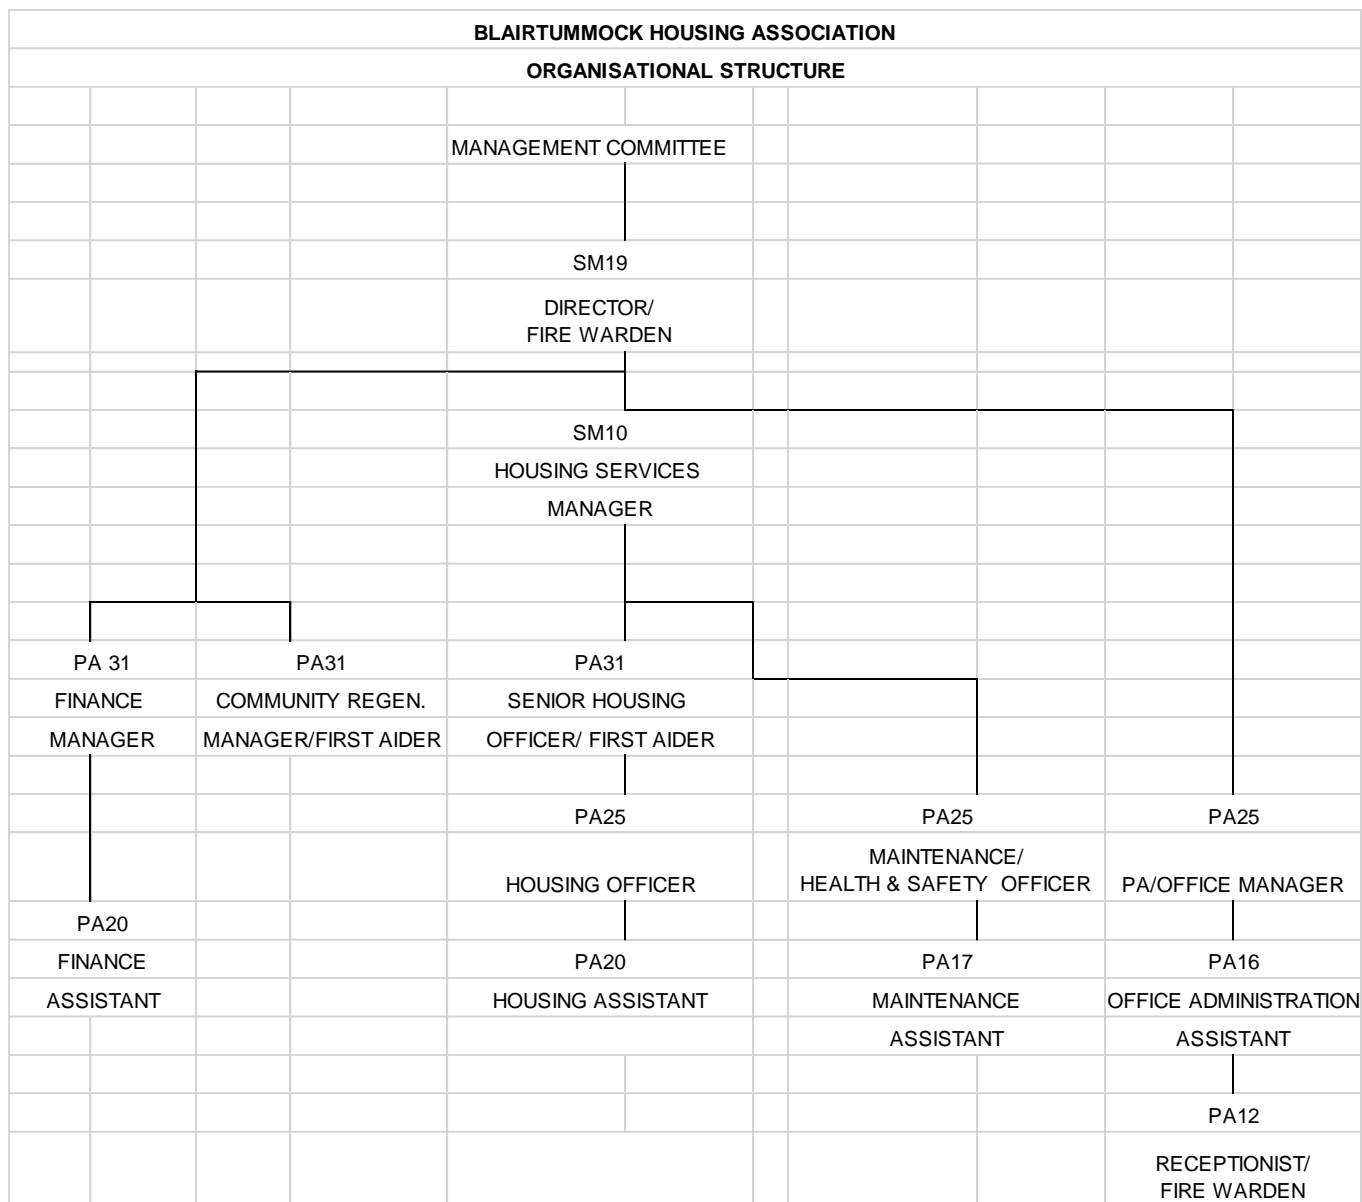 BLAIRTUMMOCK HOUSING ASSOCIATION
ORGANISATIONAL STRUCTURE
MANAGEMENT COMMITTEE
SM19
DIRECTOR/
FIRE WARDEN
SM10
HOUSING SERVICES
MANAGER
PA 31
FINANCE
MANAGER
PA31
COMMUNITY REGEN.
MANAGER/FIRST AIDER
PA31
SENIOR HOUSING
OFFICER/ FIRST AIDER
PA25
HOUSING OFFICER
PA25
MAINTENANCE/
HEALTH & SAFETY OFFICER
PA25
PA/OFFICE MANAGER
PA20
FINANCE
ASSISTANT
PA20
HOUSING ASSISTANT
PA17
MAINTENANCE
ASSISTANT
PA16
OFFICE ADMINISTRATION
ASSISTANT
PA12
RECEPTIONIST/
FIRE WARDEN